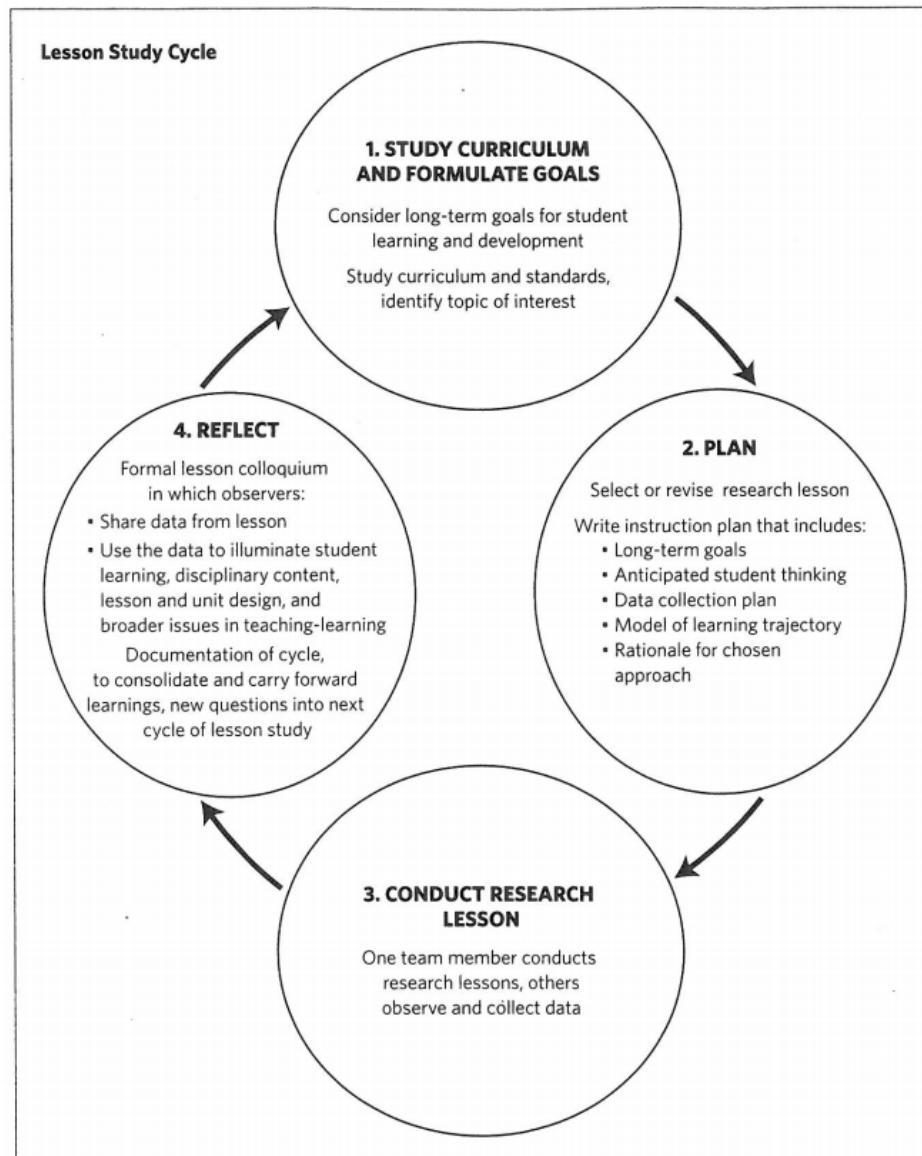 Lesson Study Cycle
1. STUDY CURRICULUM
AND FORMULATE GOALS
Consider long-term goals for student
learning and development
Study curriculum and standards,
identify topic of interest
2. PLAN
Select or revise research lesson
Write instruction plan that includes:
• Long-term goals
• Anticipated student thinking
• Data collection plan
• Model of learning trajectory
• Rationale for chosen
approach
3. CONDUCT RESEARCH
LESSON
One team member conducts
research lessons, others
observe and collect data
4. REFLECT
Formal lesson colloquium
in which observers:
• Share data from lesson
• Use the data to illuminate student
learning, disciplinary content,
lesson and unit design, and
broader issues in teaching-learning
Documentation of cycle,
to consolidate and carry forward
learnings, new questions into next
cycle of lesson study